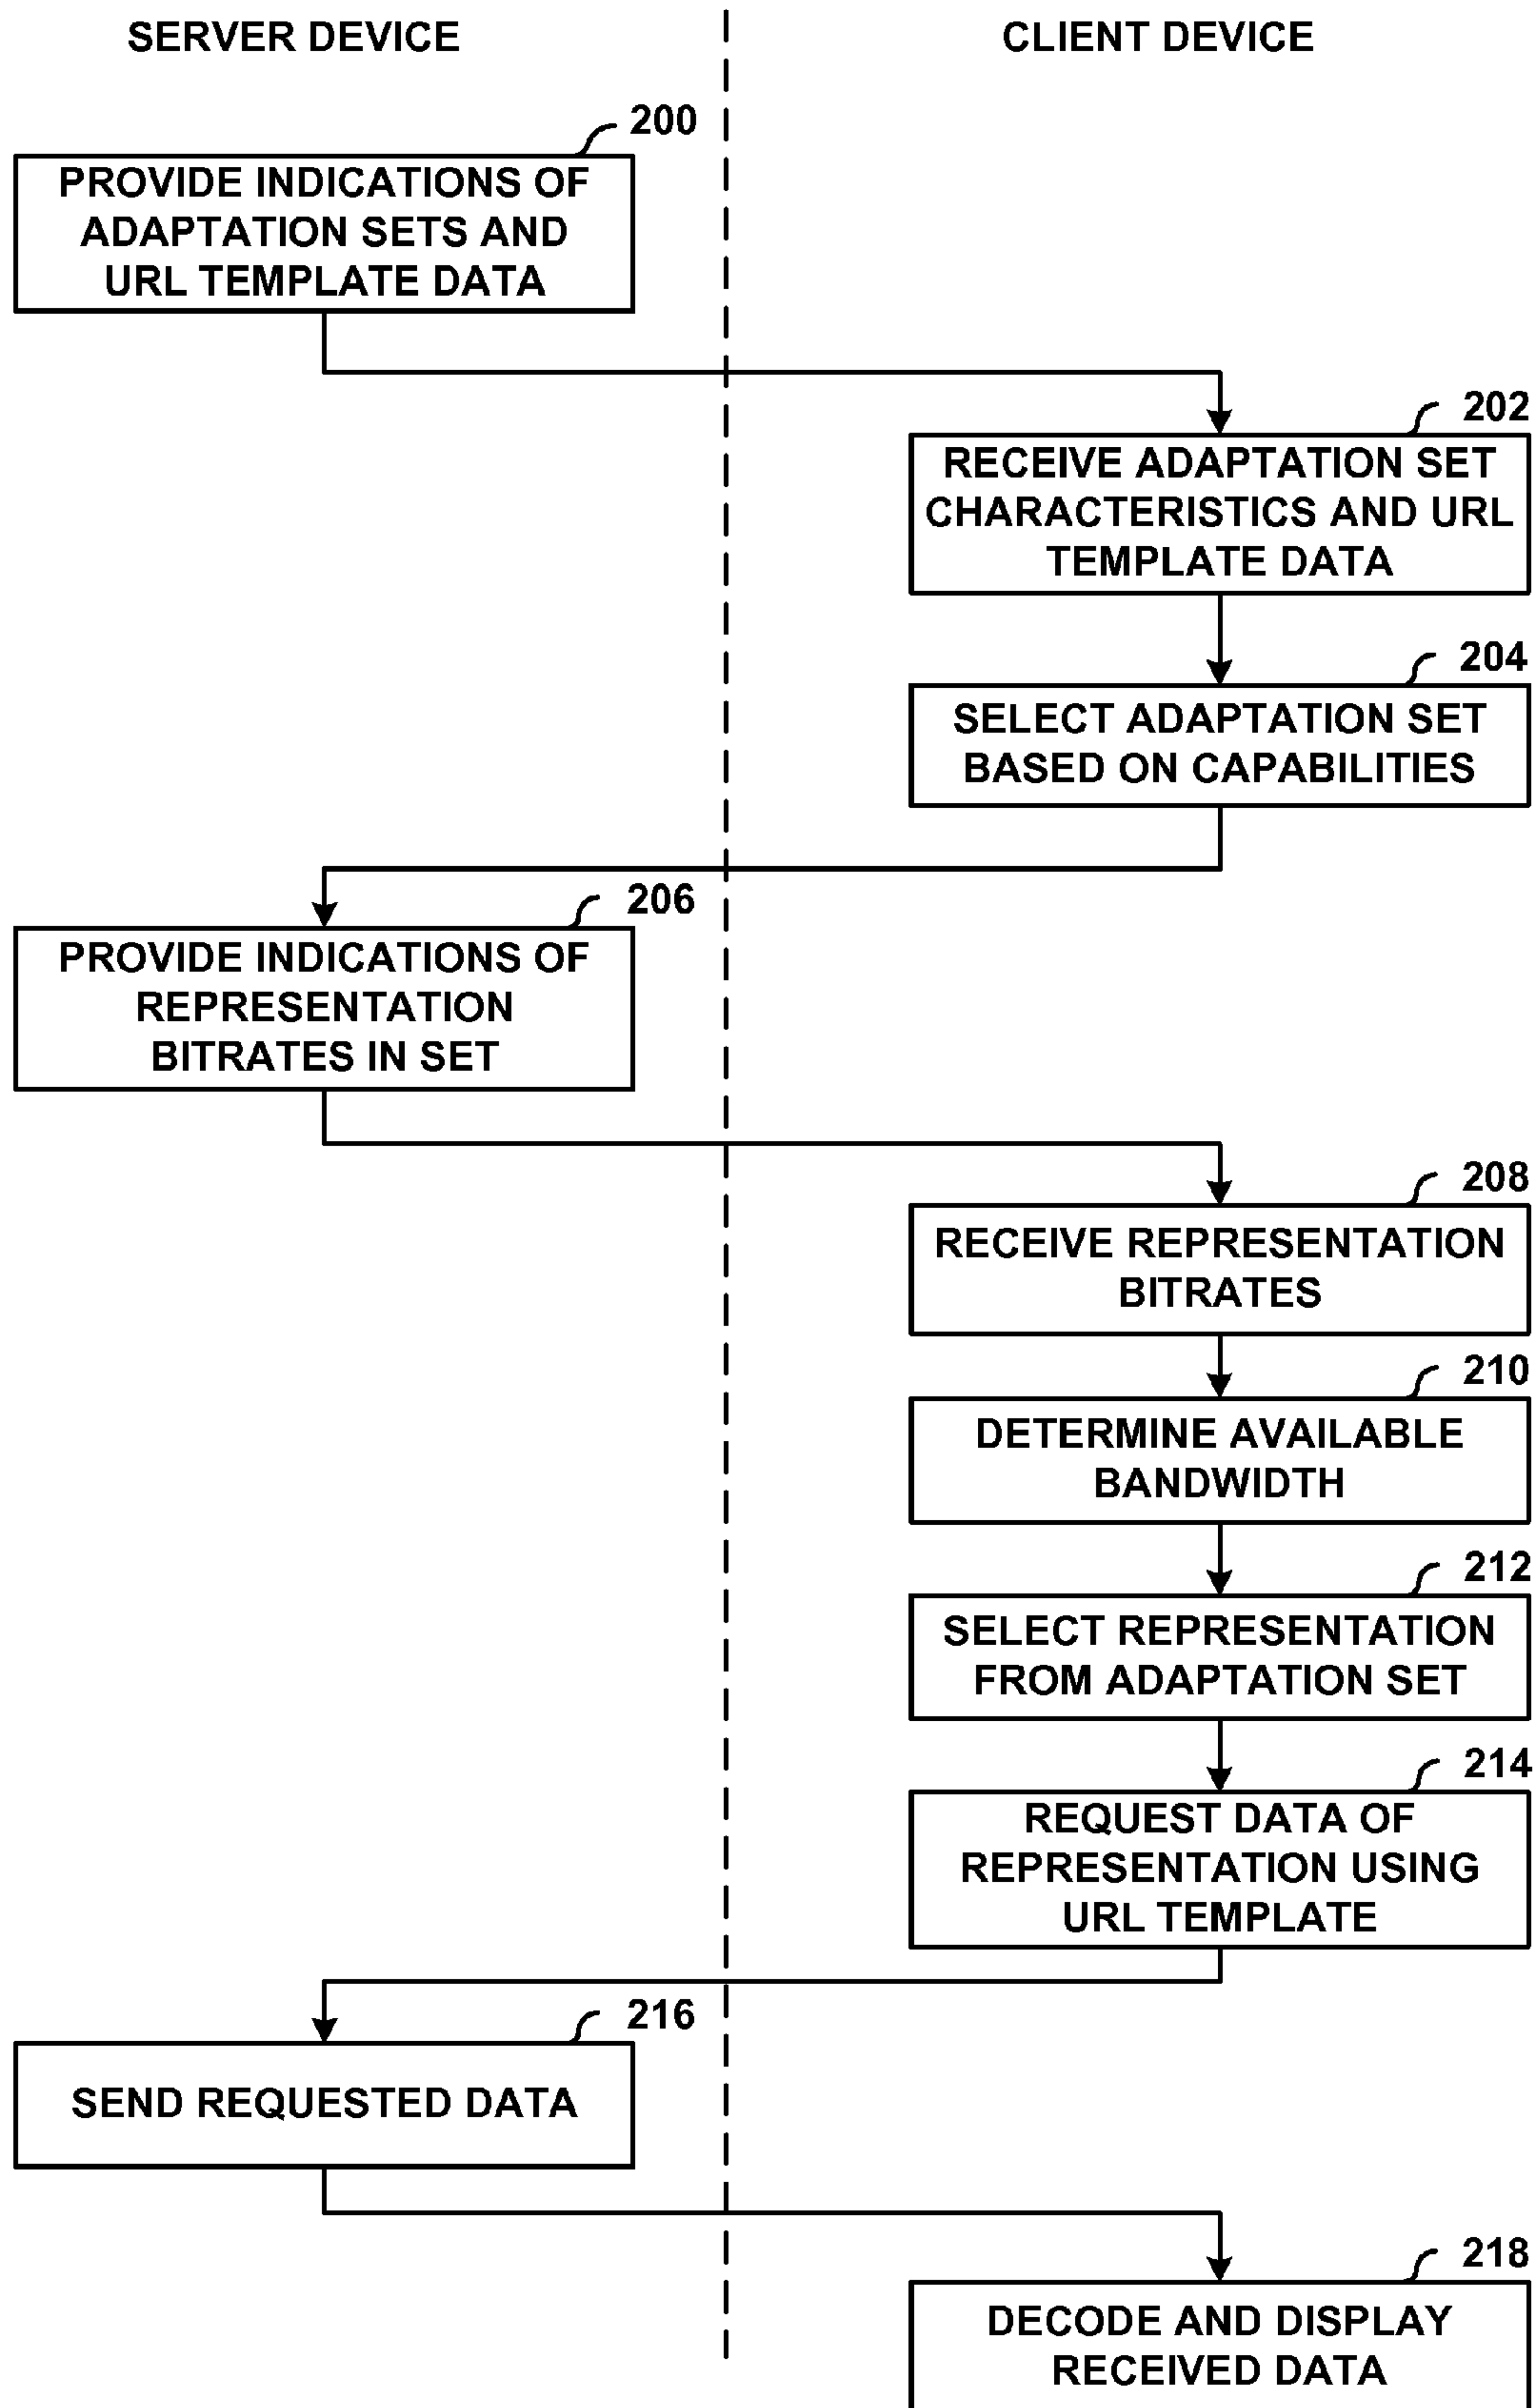 SERVER DEVICE
CLIENT DEVICE
200
PROVIDE INDICATIONS OF
ADAPTATION SETS AND
URL TEMPLATE DATA
202
RECEIVE ADAPTATION SET
CHARACTERISTICS AND URL
TEMPLATE DATA
204
SELECT ADAPTATION SET
BASED ON CAPABILITIES
206
PROVIDE INDICATIONS OF
REPRESENTATION
BITRATES IN SET
208
RECEIVE REPRESENTATION
BITRATES
210
DETERMINE AVAILABLE
BANDWIDTH
212
SELECT REPRESENTATION
FROM ADAPTATION SET
214
REQUEST DATA OF
REPRESENTATION USING
URL TEMPLATE
216
SEND REQUESTED DATA
218
DECODE AND DISPLAY
RECEIVED DATA